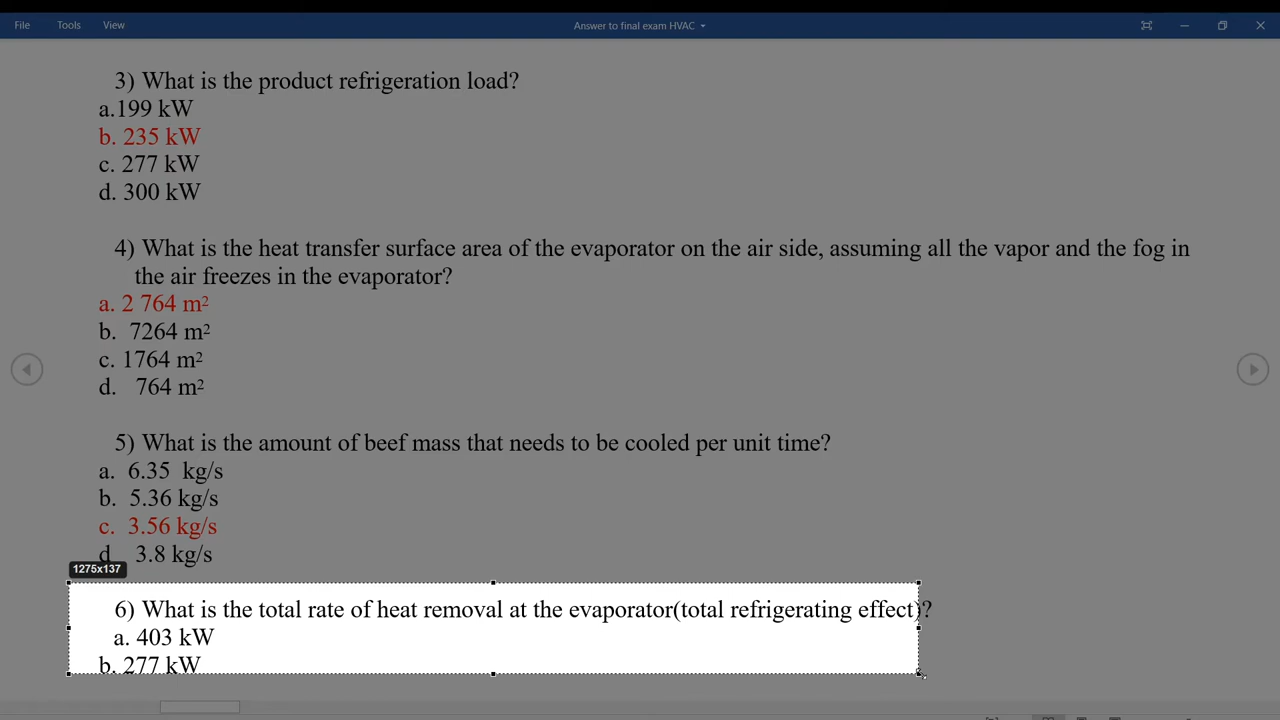 File Tools View Answer to final exam HVAC
3) What is the product refrigeration load?
a.199 kW
b. 235 kW
c. 277 kW
d. 300 kW
4) What is the heat transfer surface area of the evaporator on the air side, assuming all the vapor and the fog in
the air freezes in the evaporator?
a. 2 764 m²
b. 7264 m²
c. 1764 m²
d. 764 m²
5) What is the amount of beef mass that needs to be cooled per unit time?
a. 6.35 kg/s
b. 5.36 kg/s
c. 3.56 kg/s
d 3.8 kg/s
1275x137
6) What is the total rate of heat removal at the evaporator(total refrigerating effect)?
a. 403 kW
b. 277 kW